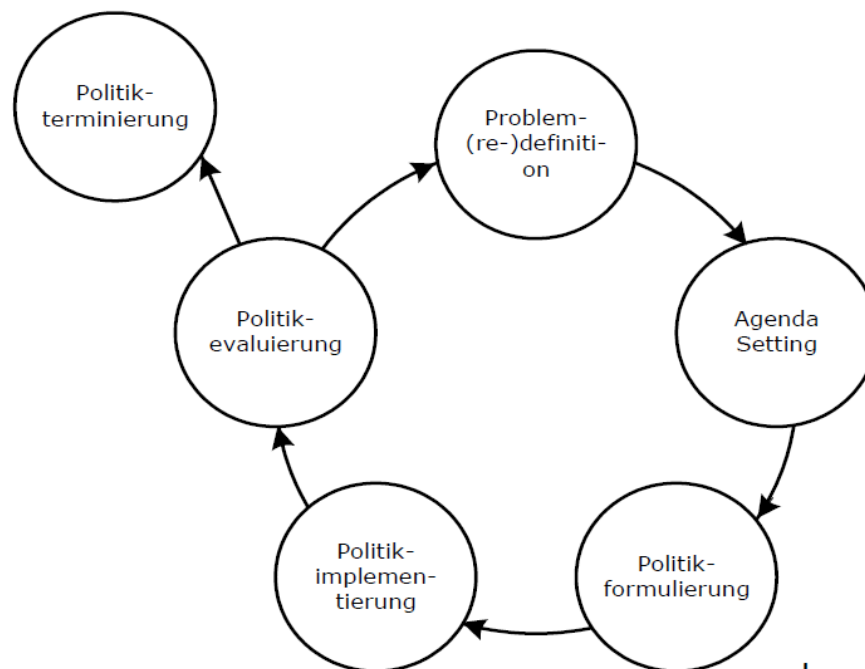 Politik-
terminierung
Problem-
(re-)definiti-
on
Agenda
Setting
Politik-
formulierung
Politik-
implemen-
tierung
Politik-
evaluierung